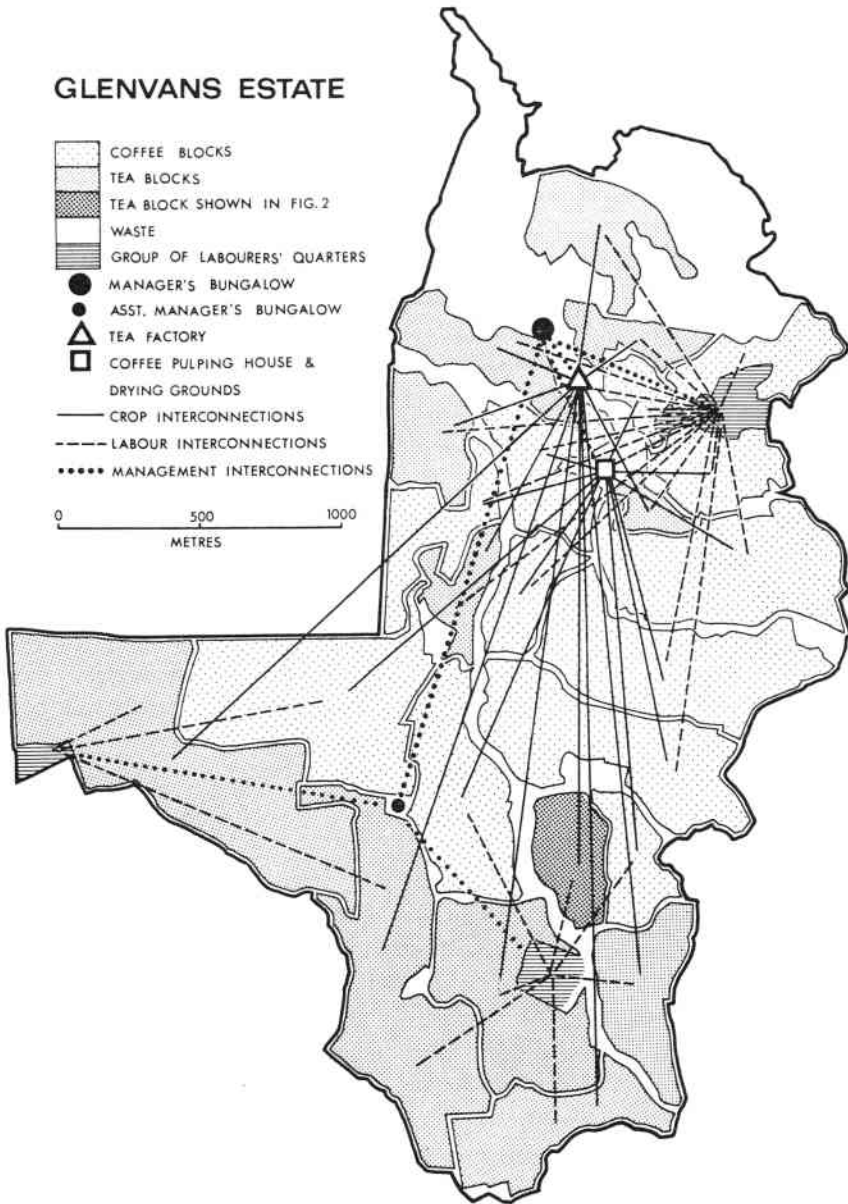 GLENVANS ESTATE
COFFEE BLOCKS
TEA BLOCKS
TEA BLOCK SHOWN IN FIG. 2
WASTE
GROUP OF LABOURERS' QUARTERS
MANAGER'S BUNGALOW
ASST. MANAGER'S BUNGALOW
TEA FACTORY
COFFEE PULPING HOUSE &
DRYING GROUNDS
CROP INTERCONNECTIONS
LABOUR INTERCONNECTIONS
MANAGEMENT INTERCONNECTIONS
0 500 1000
METRES